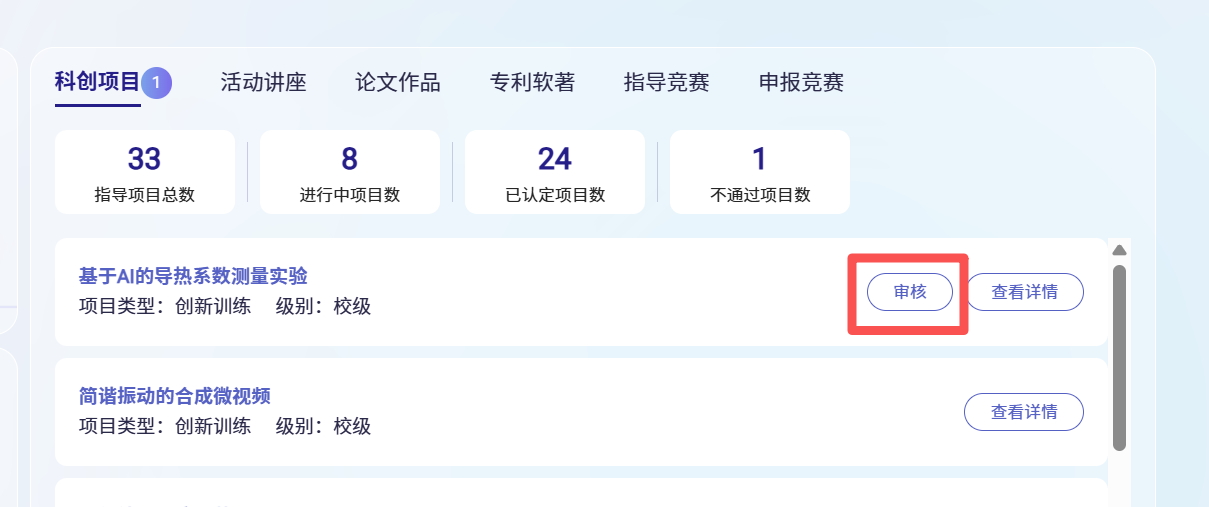 科创项目 1 活动讲座 论文作品 专利软著 指导竞赛 申报竞赛
33 8 24 1
指导项目总数 进行中项目数 已认定项目数 不通过项目数
基于AI的导热系数测量实验
项目类型：创新训练 级别：校级
审核 查看详情
简谐振动的合成微视频
项目类型：创新训练 级别：校级
查看详情